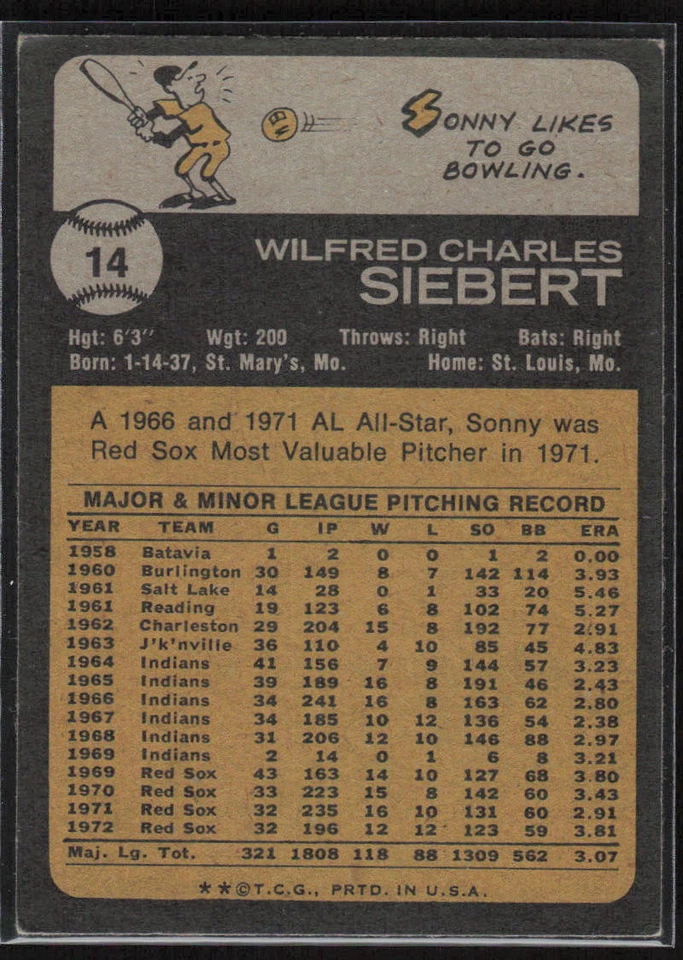 SONNY LIKES
TO GO
BOWLING.
14
WILFRED CHARLES
SIEBERT
Hgt: 6'3" Wgt: 200 Throws: Right Bats: Right
Born: 1-14-37, St. Mary's, Mo. Home: St. Louis, Mo.
A 1966 and 1971 AL All-Star, Sonny was
Red Sox Most Valuable Pitcher in 1971.
MAJOR & MINOR LEAGUE PITCHING RECORD
YEAR TEAM G IP W L SO BB ERA
1958 Batavia 1 2 0 0 1 2 0.00
1960 Burlington 30 149 8 7 142 114 3.93
1961 Salt Lake 14 28 0 1 33 20 5.46
1961 Reading 19 123 6 8 102 74 5.27
1962 Charleston 29 204 15 8 192 77 2.91
1963 J'k'nville 36 110 4 10 85 45 4.83
1964 Indians 41 156 7 9 144 57 3.23
1965 Indians 39 189 16 8 191 46 2.43
1966 Indians 34 241 16 8 163 62 2.80
1967 Indians 34 185 10 12 136 54 2.38
1968 Indians 31 206 12 10 146 88 2.97
1969 Indians 2 14 0 1 6 8 3.21
1969 Red Sox 43 163 14 10 127 68 3.80
1970 Red Sox 33 223 15 8 142 60 3.43
1971 Red Sox 32 235 16 10 131 60 2.91
1972 Red Sox 32 196 12 12 123 59 3.81
Maj. Lg. Tot. 321 1808 118 88 1309 562 3.07
**©T.C.G., PRTD. IN U.S.A.